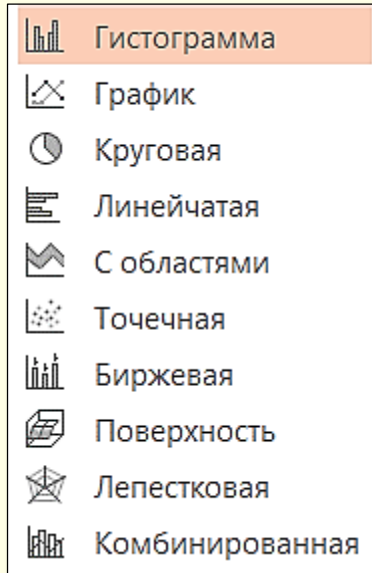 Гистограмма
График
Круговая
Линейчатая
С областями
Точечная
Биржевая
Поверхность
Лепестковая
Комбинированная